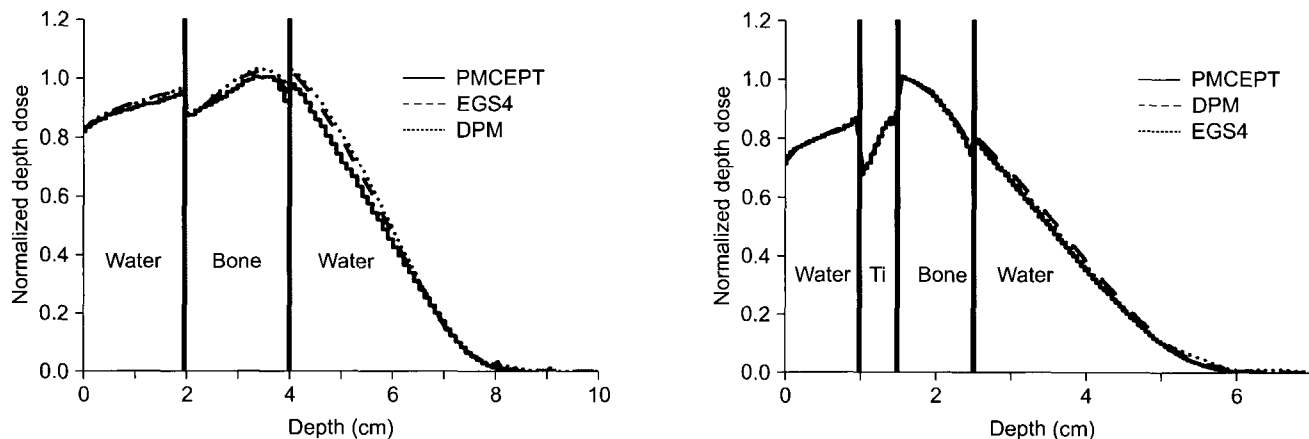 Normalized depth dose
1.2
1.0
0.8
0.6
0.4
0.2
0.0
PMCEPT
EGS4
DPM
Water
Bone
Water
0
2
4
6
8
10
Depth (cm)
Normalized depth dose
1.2
1.0
0.8
0.6
0.4
0.2
0.0
PMCEPT
DPM
EGS4
Water
Ti
Bone
Water
0
2
4
6
Depth (cm)